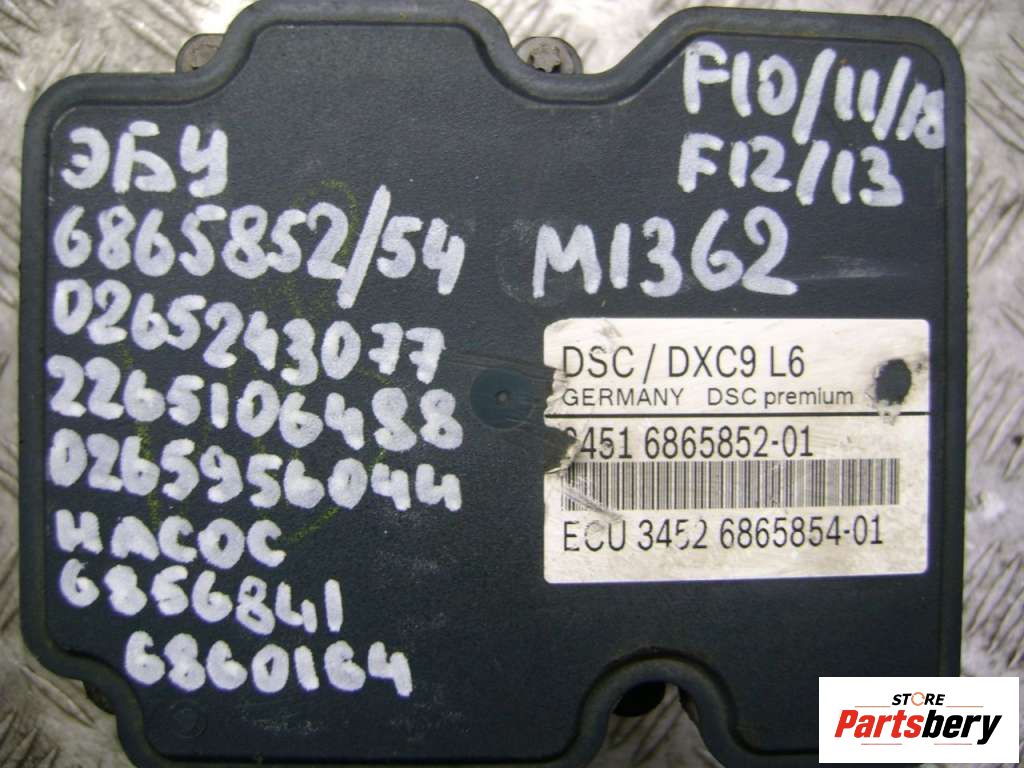 F10/11/18
F12/13
ЭБУ
6865852/54
0265243077
2265106488
0265956044
НАСОС
6856841
6860164
M1362
DSC / DXC9 L6
GERMANY DSC premium
3451 6865852-01
ECU 3452 6865854-01
STORE
Partsbery